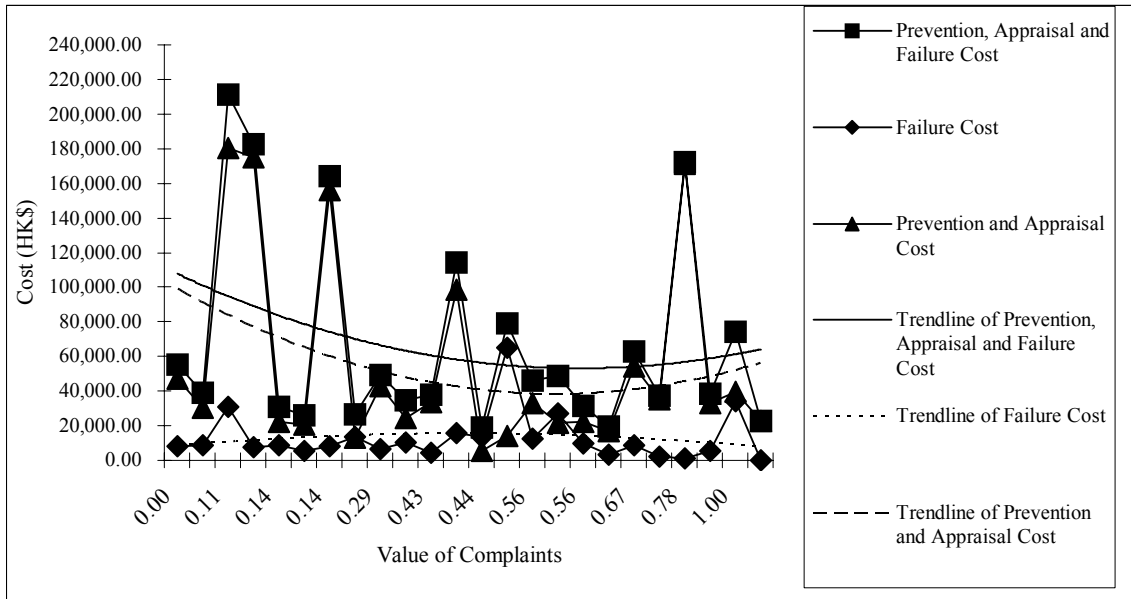 240,000.00
220,000.00
200,000.00
180,000.00
160,000.00
140,000.00
120,000.00
100,000.00
80,000.00
60,000.00
40,000.00
20,000.00
0.00
Cost (HK$)
0.00
0.11
0.14
0.14
0.29
0.43
0.44
0.56
0.56
0.67
0.78
1.00
Value of Complaints
Prevention, Appraisal and
Failure Cost
Failure Cost
Prevention and Appraisal
Cost
Trendline of Prevention,
Appraisal and Failure
Cost
Trendline of Failure Cost
Trendline of Prevention
and Appraisal Cost